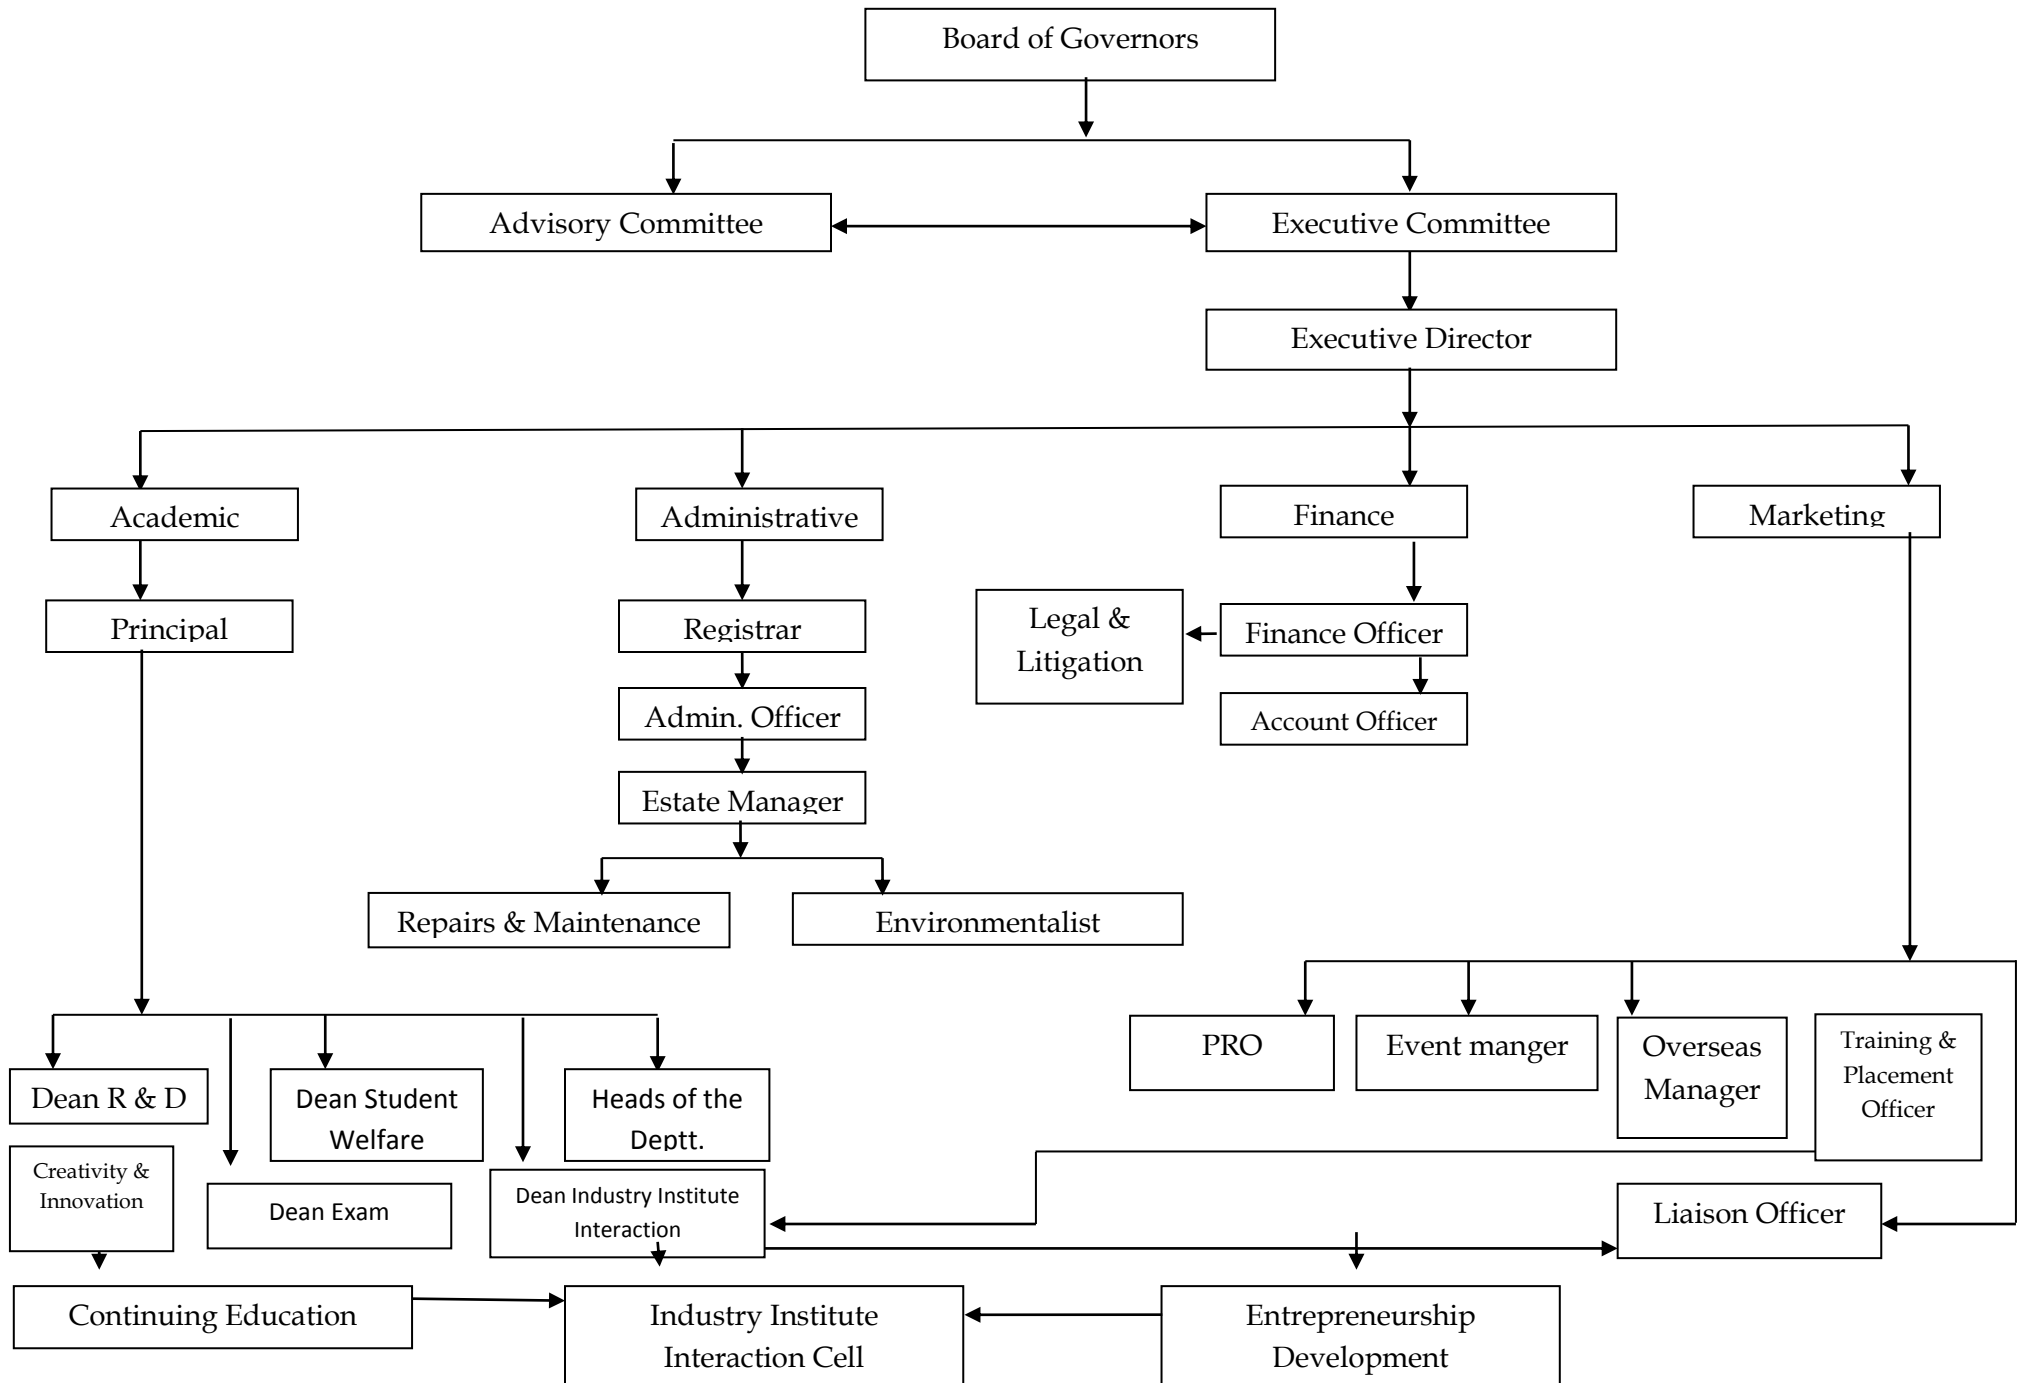 Board of Governors
Advisory Committee
Executive Committee
Executive Director
Academic
Administrative
Finance
Marketing
Principal
Registrar
Legal &
Litigation
Finance Officer
Admin. Officer
Account Officer
Estate Manager
Repairs & Maintenance
Environmentalist
PRO
Event manger
Overseas
Manager
Training &
Placement
Officer
Dean R & D
Dean Student
Welfare
Heads of the
Deptt.
Creativity &
Innovation
Dean Exam
Dean Industry Institute
Interaction
Liaison Officer
Continuing Education
Industry Institute
Interaction Cell
Entrepreneurship
Development